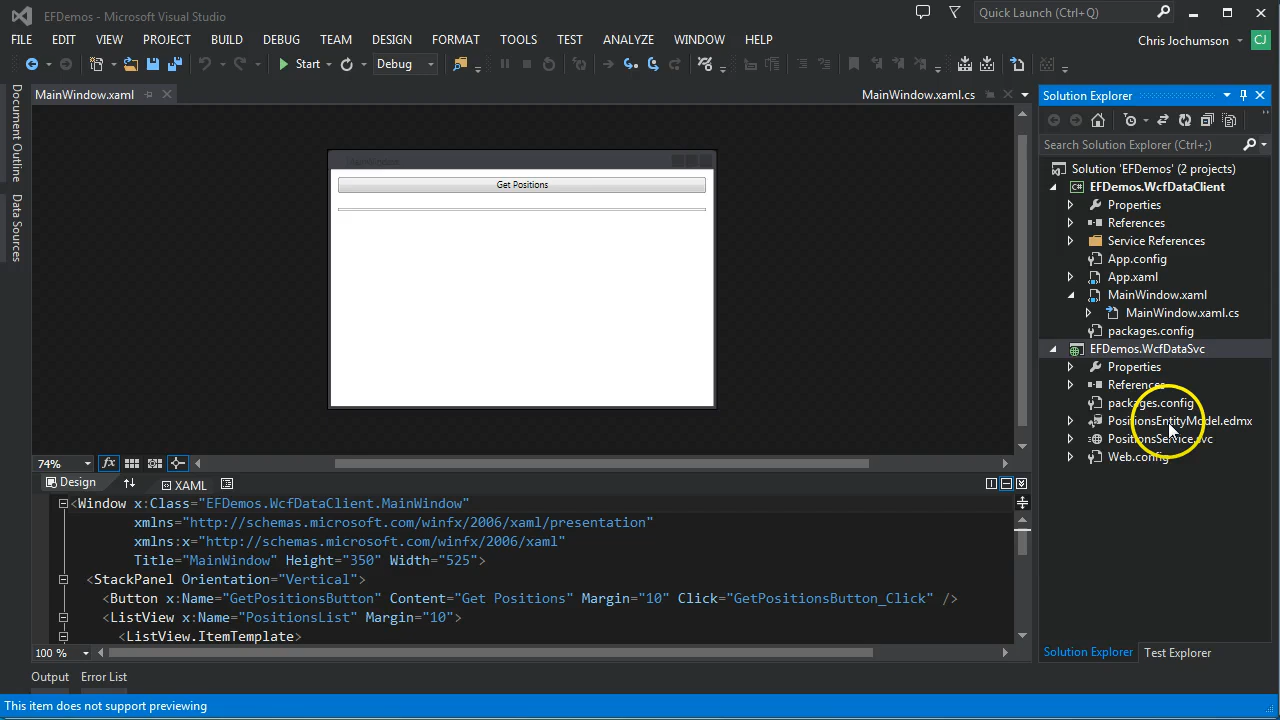 EFDemos - Microsoft Visual Studio
Quick Launch (Ctrl+Q)
FILE EDIT VIEW PROJECT BUILD DEBUG TEAM DESIGN FORMAT TOOLS TEST ANALYZE WINDOW HELP
Chris Jochumson CJ
Start Debug
Document Outline
Data Sources
MainWindow.xaml
MainWindow.xaml.cs
MainWindow
Get Positions
74%
Design XAML
<Window x:Class="EFDemos.WcfDataClient.MainWindow"
xmlns="http://schemas.microsoft.com/winfx/2006/xaml/presentation"
xmlns:x="http://schemas.microsoft.com/winfx/2006/xaml"
Title="MainWindow" Height="350" Width="525">
<StackPanel Orientation="Vertical">
<Button x:Name="GetPositionsButton" Content="Get Positions" Margin="10" Click="GetPositionsButton_Click" />
<ListView x:Name="PositionsList" Margin="10">
<ListView.ItemTemplate>
100 %
Solution Explorer
Search Solution Explorer (Ctrl+;)
Solution 'EFDemos' (2 projects)
EFDemos.WcfDataClient
Properties
References
Service References
App.config
App.xaml
MainWindow.xaml
MainWindow.xaml.cs
packages.config
EFDemos.WcfDataSvc
Properties
References
packages.config
PositionsEntityModel.edmx
PositionsService.svc
Web.config
Solution Explorer Test Explorer
Output Error List
This item does not support previewing